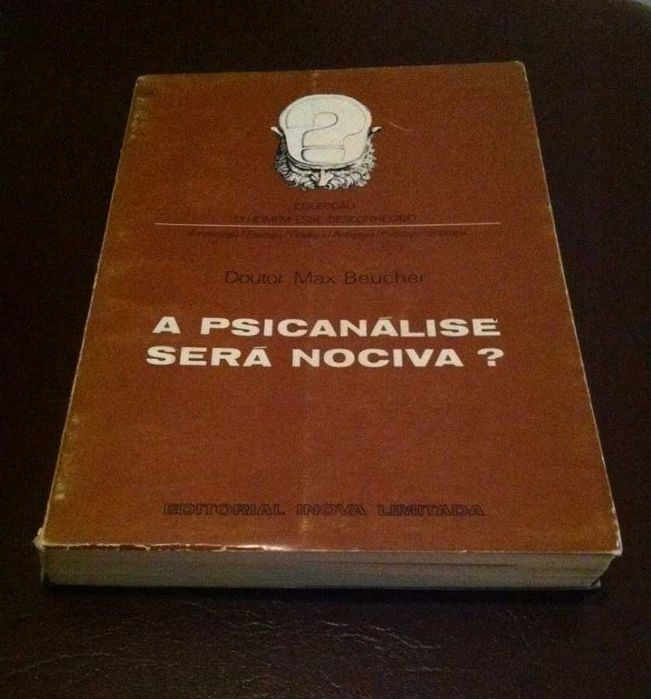 ?
COLECÇÃO
O HOMEM ESSE DESCONHECIDO
Doutor Max Beucher
A PSICANÁLISE
SERÁ NOCIVA ?
EDITORIAL INOVA LIMITADA